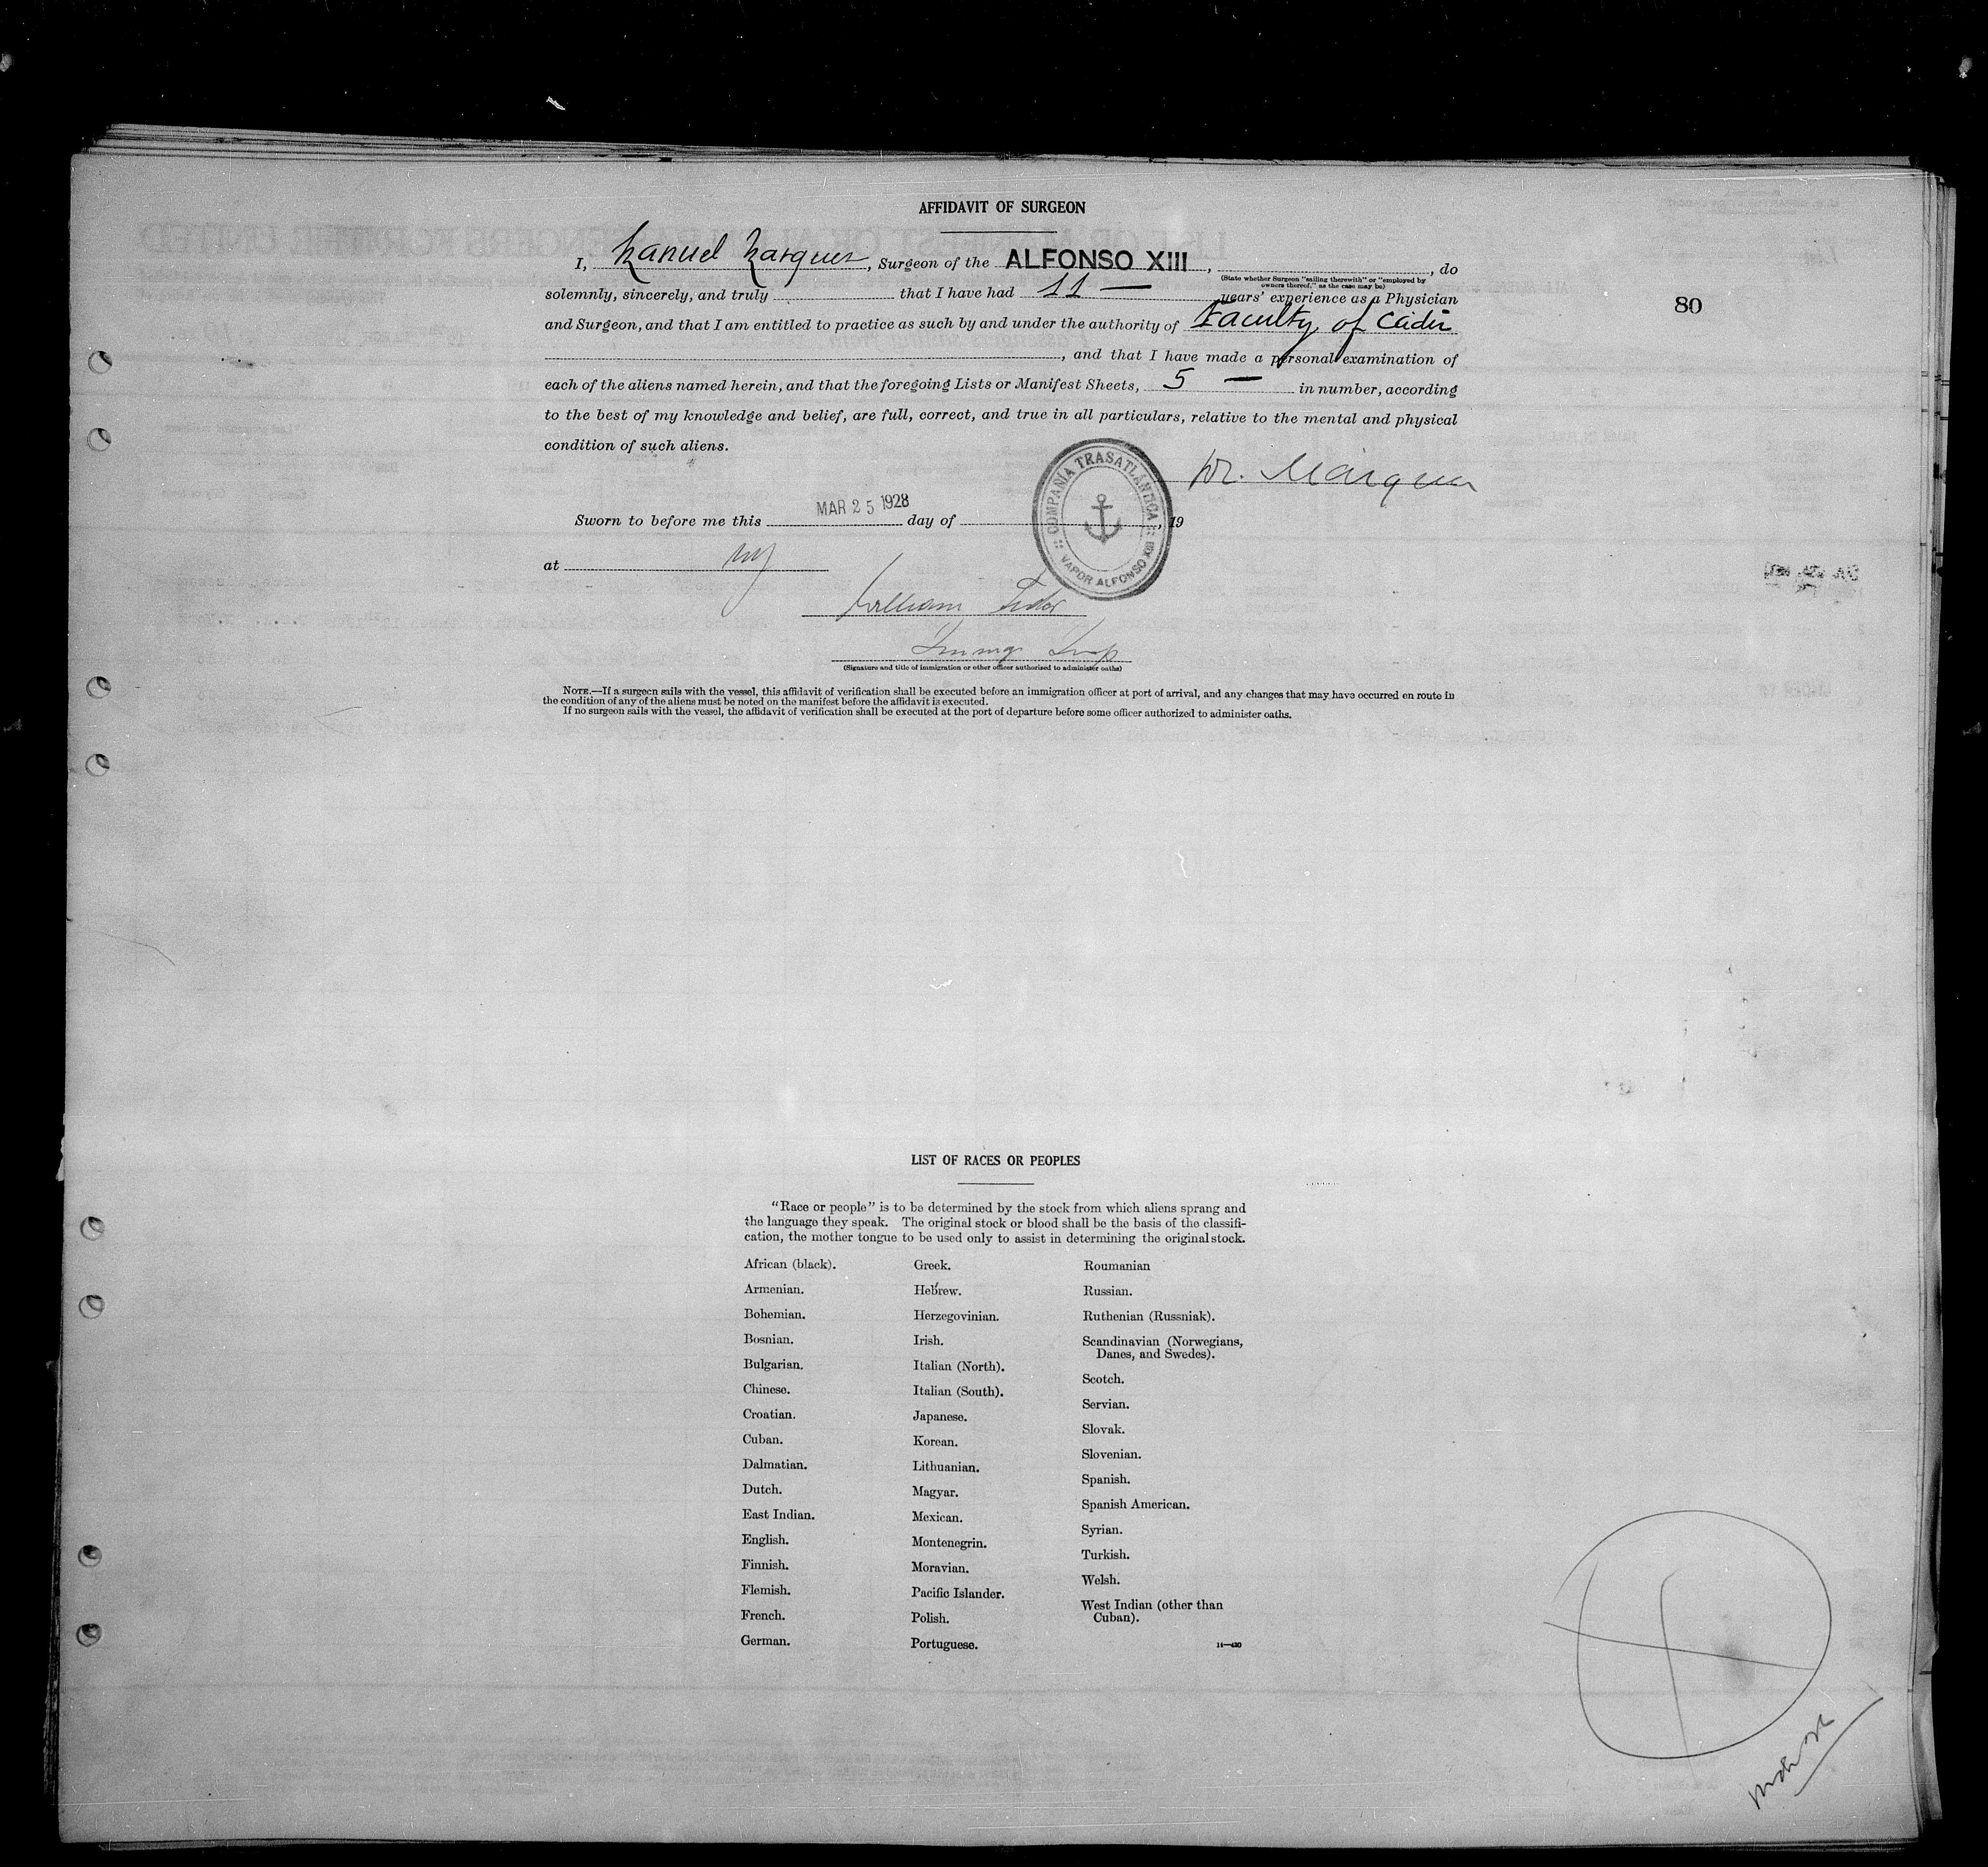 AFFIDAVIT OF SURGEON
I, Manuel Marquez, Surgeon of the ALFONSO XIII, , do
(State whether Surgeon "sailing therewith" or "employed by
owners thereof," as the case may be)
solemnly, sincerely, and truly that I have had 11 — years' experience as a Physician
80
and Surgeon, and that I am entitled to practice as such by and under the authority of Faculty of Cádiz
, and that I have made a personal examination of
each of the aliens named herein, and that the foregoing Lists or Manifest Sheets, 5 — in number, according
to the best of my knowledge and belief, are full, correct, and true in all particulars, relative to the mental and physical
condition of such aliens.
COMPAÑIA TRASATLÁNTICA
VAPOR ALFONSO XIII
M. Márquez
Sworn to before me this MAR 25 1928 day of , 19
at NY
William
Immig Insp
(Signature and title of immigration or other officer authorized to administer oaths)
NOTE.—If a surgeon sails with the vessel, this affidavit of verification shall be executed before an immigration officer at port of arrival, and any changes that may have occurred en route in
the condition of any of the aliens must be noted on the manifest before the affidavit is executed.
If no surgeon sails with the vessel, the affidavit of verification shall be executed at the port of departure before some officer authorized to administer oaths.
LIST OF RACES OR PEOPLES
"Race or people" is to be determined by the stock from which aliens sprang and
the language they speak. The original stock or blood shall be the basis of the classifi-
cation, the mother tongue to be used only to assist in determining the original stock.
African (black).
Armenian.
Bohemian.
Bosnian.
Bulgarian.
Chinese.
Croatian.
Cuban.
Dalmatian.
Dutch.
East Indian.
English.
Finnish.
Flemish.
French.
German.
Greek.
Hebrew.
Herzegovinian.
Irish.
Italian (North).
Italian (South).
Japanese.
Korean.
Lithuanian.
Magyar.
Mexican.
Montenegrin.
Moravian.
Pacific Islander.
Polish.
Portuguese.
Roumanian
Russian.
Ruthenian (Russniak).
Scandinavian (Norwegians,
Danes, and Swedes).
Scotch.
Servian.
Slovak.
Slovenian.
Spanish.
Spanish American.
Syrian.
Turkish.
Welsh.
West Indian (other than
Cuban).